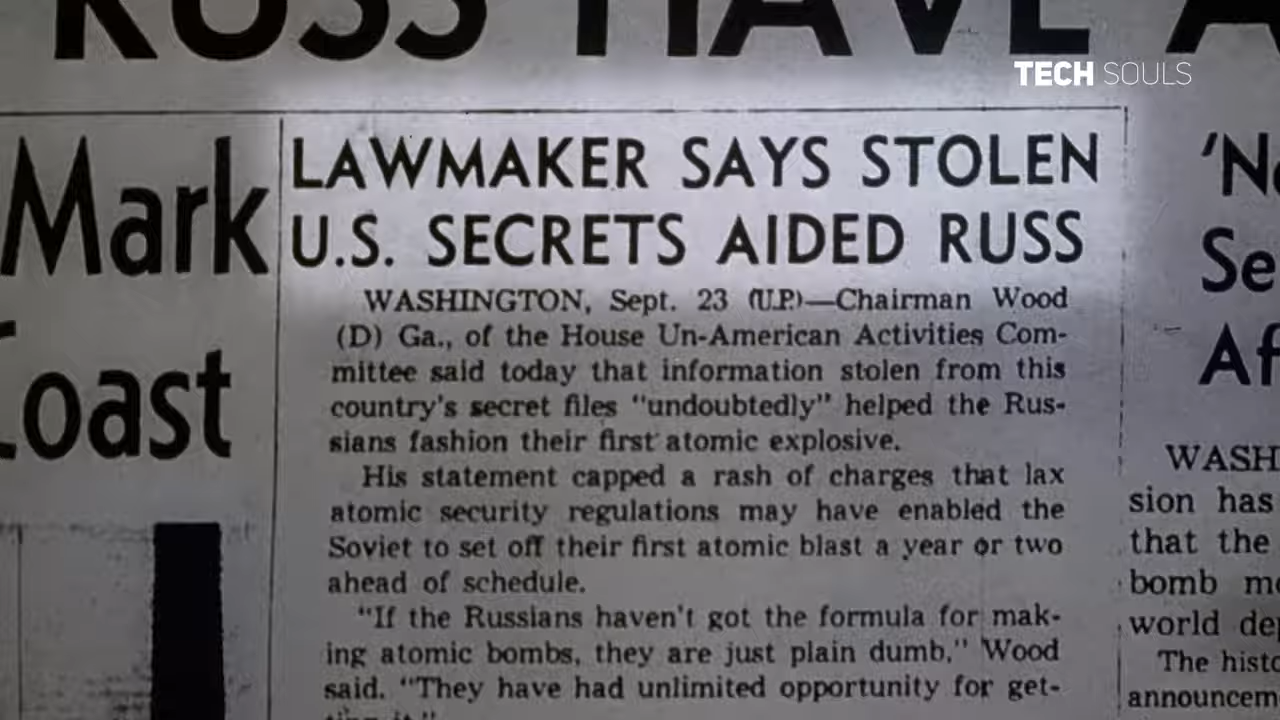 RUSS HAVE A
TECH SOULS
Mark
Coast
LAWMAKER SAYS STOLEN
U.S. SECRETS AIDED RUSS
WASHINGTON, Sept. 23 (U.P.)—Chairman Wood
(D) Ga., of the House Un-American Activities Com-
mittee said today that information stolen from this
country's secret files "undoubtedly" helped the Rus-
sians fashion their first atomic explosive.
His statement capped a rash of charges that lax
atomic security regulations may have enabled the
Soviet to set off their first atomic blast a year or two
ahead of schedule.
"If the Russians haven't got the formula for mak-
ing atomic bombs, they are just plain dumb," Wood
said. "They have had unlimited opportunity for get-
ting it."
'N
Se
Af
WASH
sion has
that the
bomb m
world de
The histo
announcem